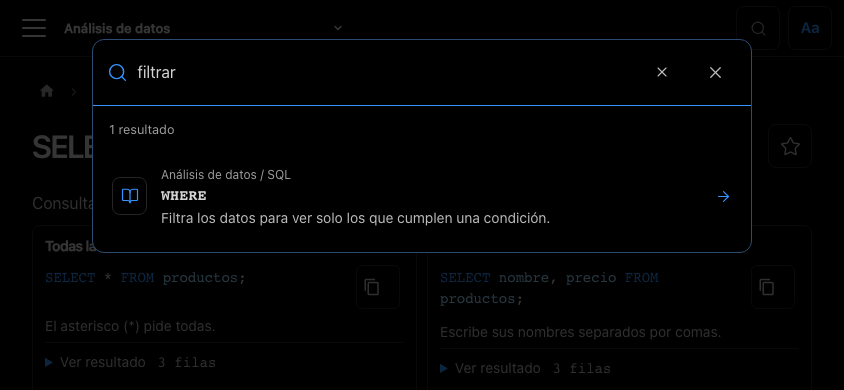 Análisis de datos
Aa
filtrar
1 resultado
Análisis de datos / SQL
WHERE
Filtra los datos para ver solo los que cumplen una condición.
SELE
Consulta
Todas la
SELECT * FROM productos;
El asterisco (*) pide todas.
Ver resultado 3 filas
SELECT nombre, precio FROM
productos;
Escribe sus nombres separados por comas.
Ver resultado 3 filas